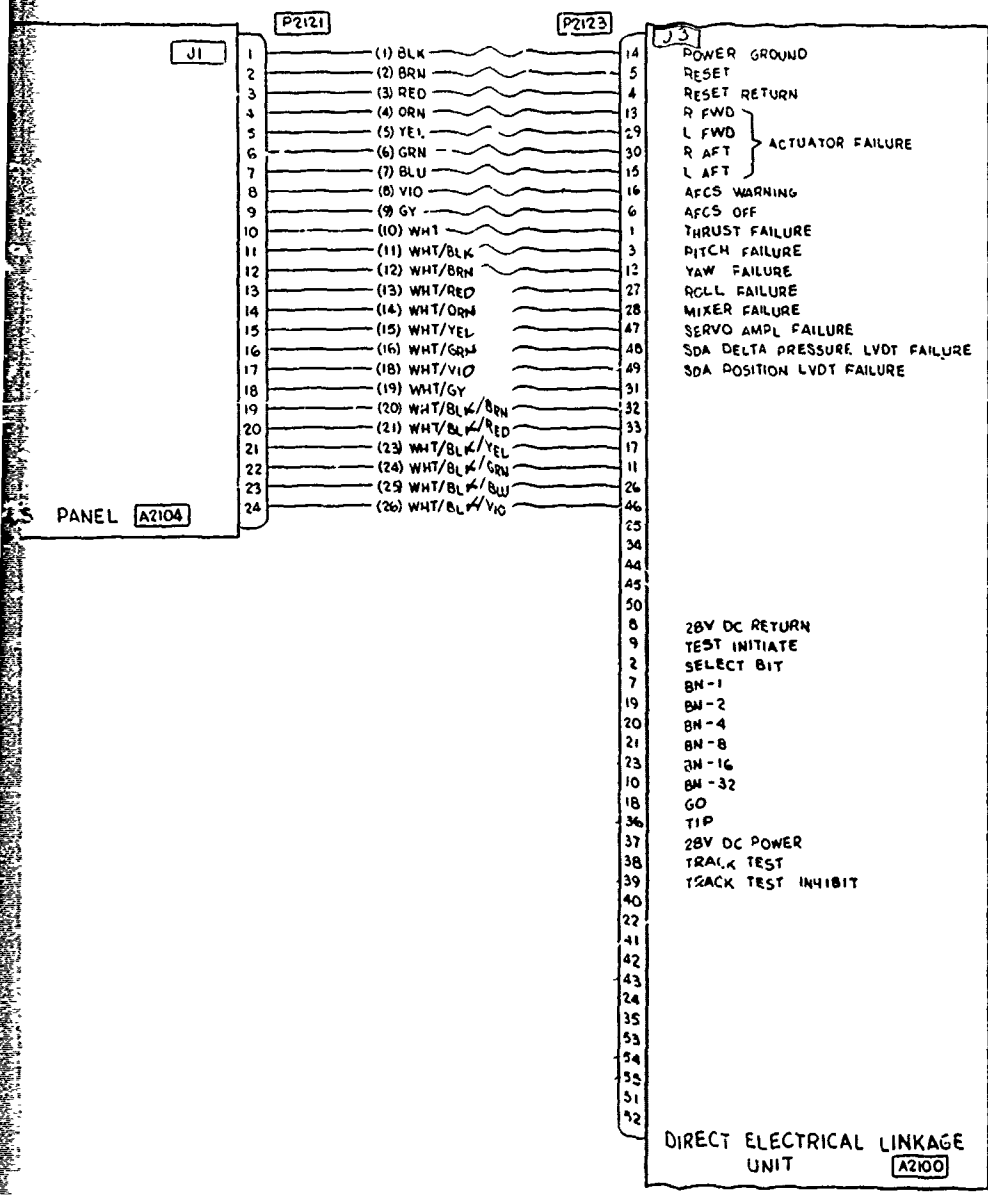 P2121 P2123
J1 J3
1 (1) BLK 14 POWER GROUND
2 (2) BRN 5 RESET
3 (3) RED 4 RESET RETURN
4 (4) ORN 13 R FWD
5 (5) YEL 29 L FWD
ACTUATOR FAILURE
6 (6) GRN 30 R AFT
7 (7) BLU 15 L AFT
8 (8) VIO 16 AFCS WARNING
9 (9) GY 6 AFCS OFF
10 (10) WHT 1 THRUST FAILURE
11 (11) WHT/BLK 3 PITCH FAILURE
12 (12) WHT/BRN 12 YAW FAILURE
13 (13) WHT/RED 27 ROLL FAILURE
14 (14) WHT/ORN 28 MIXER FAILURE
15 (15) WHT/YEL 47 SERVO AMPL FAILURE
16 (16) WHT/GRN 48 SDA DELTA PRESSURE LVDT FAILURE
17 (18) WHT/VIO 49 SDA POSITION LVDT FAILURE
18 (19) WHT/GY 31
19 (20) WHT/BLK/BRN 32
20 (21) WHT/BLK/RED 33
21 (23) WHT/BLK/YEL 17
22 (24) WHT/BLK/GRN 11
23 (25) WHT/BLK/BLU 26
24 (26) WHT/BLK/VIO 46
S PANEL A2104
25
34
44
45
50
8 28V DC RETURN
9 TEST INITIATE
2 SELECT BIT
7 BN-1
19 BN-2
20 BN-4
21 BN-8
23 BN-16
10 BN-32
18 GO
36 TIP
37 28V DC POWER
38 TRACK TEST
39 TRACK TEST INHIBIT
40
22
41
42
43
24
35
53
54
55
51
52
DIRECT ELECTRICAL LINKAGE
UNIT A2100